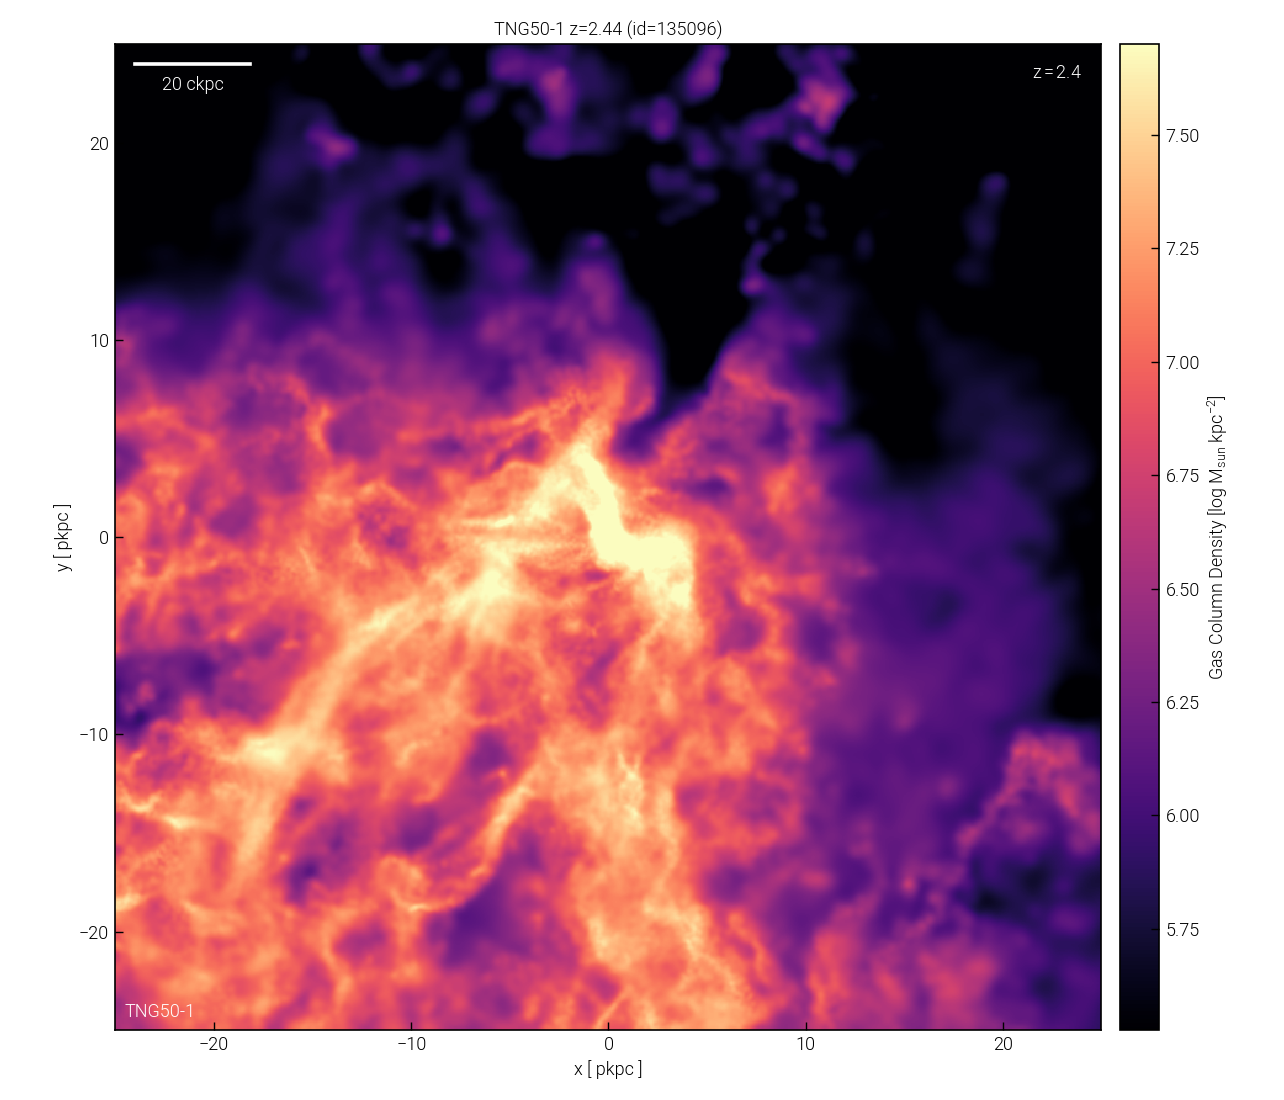 TNG50-1 z=2.44 (id=135096)
20 ckpc
z=2.4
TNG50-1
y [ pkpc ]
20
10
0
−10
−20
−20
−10
0
10
20
x [ pkpc ]
7.50
7.25
7.00
6.75
6.50
6.25
6.00
5.75
Gas Column Density [log M_sun kpc^−2]